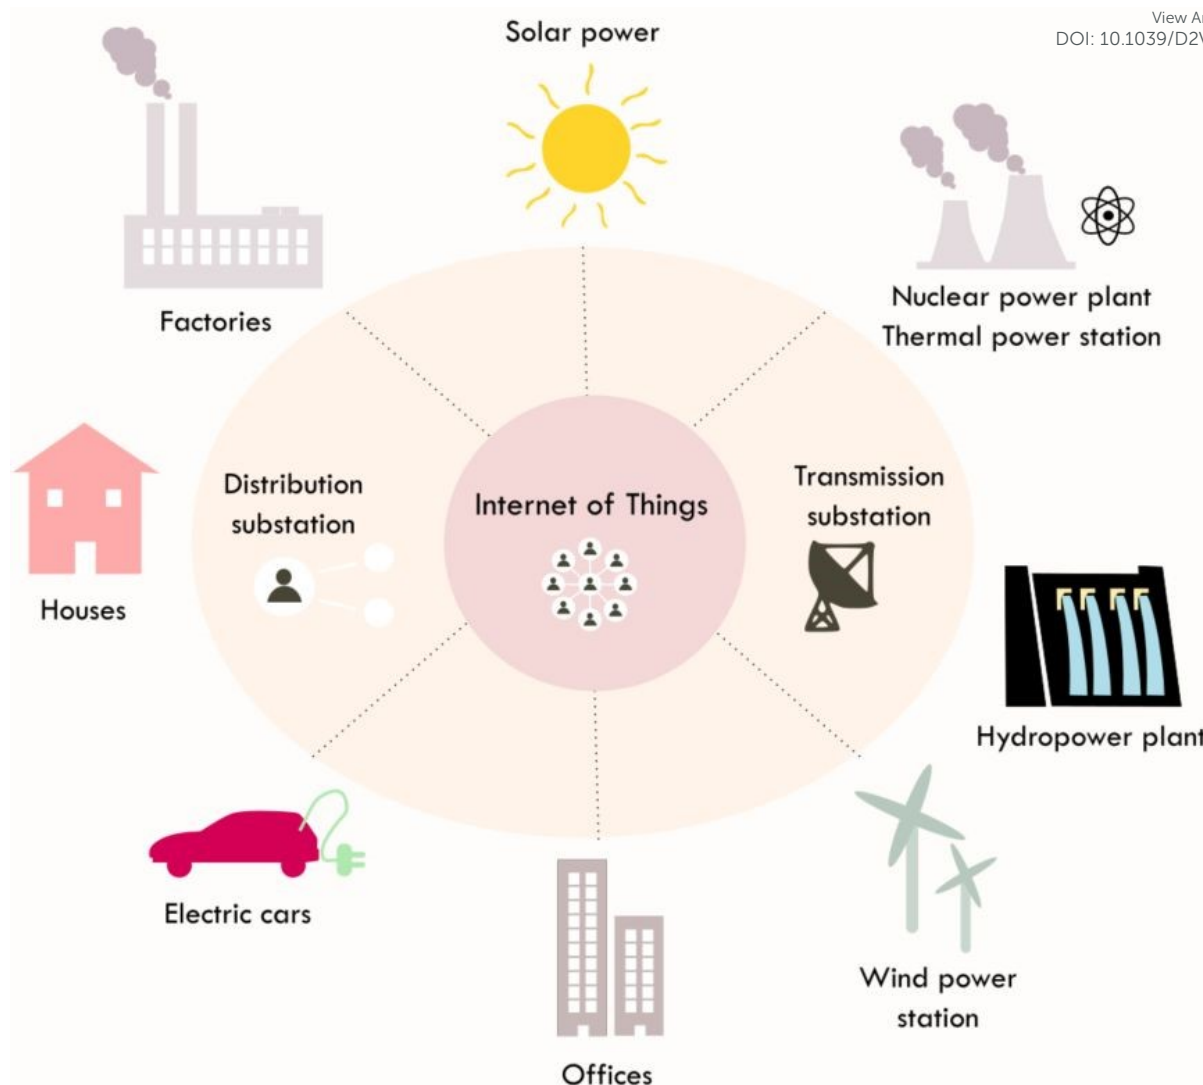 View Ar
DOI: 10.1039/D2V
Solar power
Factories
Nuclear power plant
Thermal power station
Distribution
substation
Internet of Things
Transmission
substation
Houses
Hydropower plant
Electric cars
Wind power
station
Offices